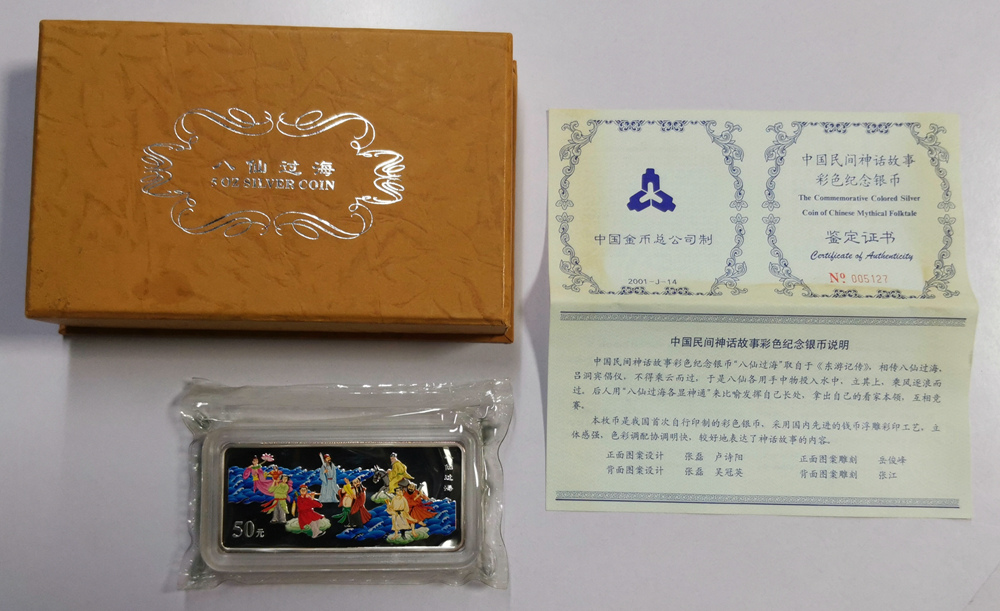 八仙过海
5 OZ SILVER COIN
中国金币总公司制
2001-J-14
中国民间神话故事
彩色纪念银币
The Commemorative Colored Silver
Coin of Chinese Mythical Folktale
鉴定证书
Certificate of Authenticity
№ 005127
中国民间神话故事彩色纪念银币说明
中国民间神话故事彩色纪念银币“八仙过海”取自于《东游记传》，相传八仙过海、
吕洞宾倡仪，不得乘云而过，于是八仙各用手中物投入水中，立其上，乘风逐浪而
过，后人用“八仙过海各显神通”来比喻发挥自己长处，拿出自己的看家本领，互相竞
赛，
本枚币是我国首次自行印制的彩色银币，采用国内先进的钱币浮雕彩印工艺，立
体感强，色彩调配协调明快，较好地表达了神话故事的内容。
正面图案设计 张磊 卢诗阳 正面图案雕刻 岳俊峰
背面图案设计 张磊 吴冠英 背面图案雕刻 张江
仙过海
50元